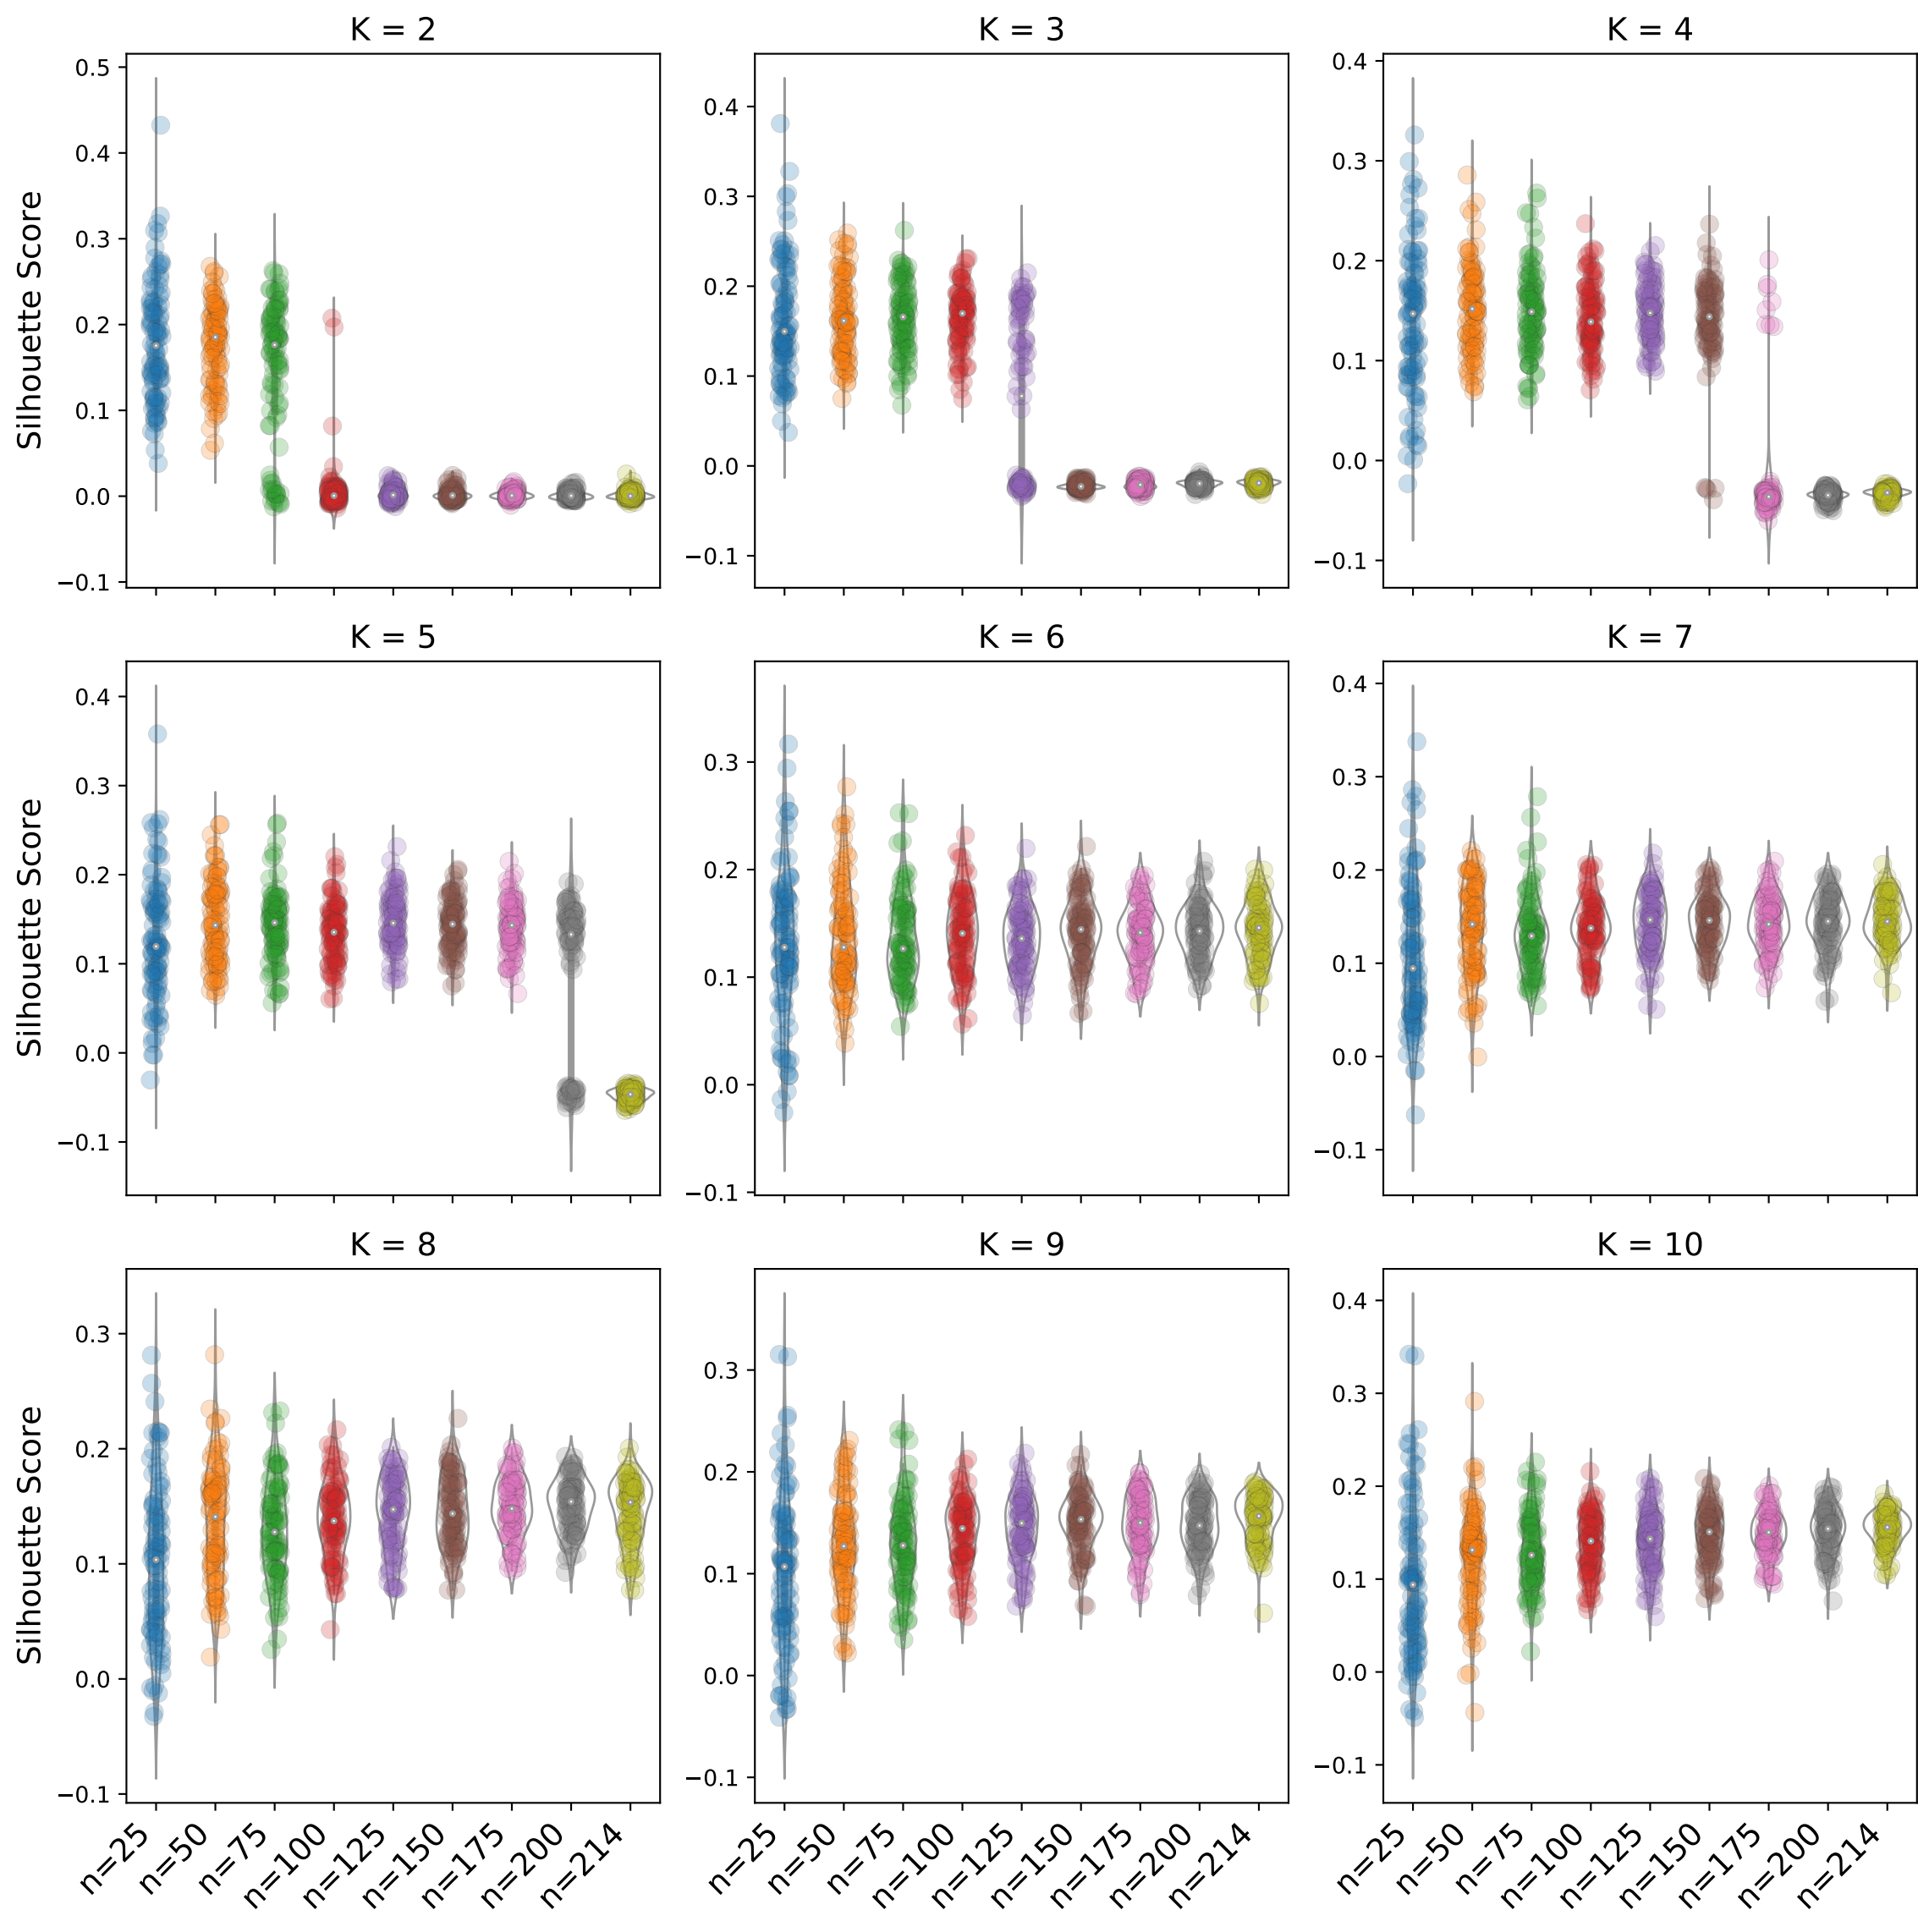 K = 2
K = 3
K = 4
Silhouette Score
0.5
0.4
0.3
0.2
0.1
0.0
−0.1
0.4
0.3
0.2
0.1
0.0
−0.1
0.4
0.3
0.2
0.1
0.0
−0.1
K = 5
K = 6
K = 7
Silhouette Score
0.4
0.3
0.2
0.1
0.0
−0.1
0.3
0.2
0.1
0.0
−0.1
0.4
0.3
0.2
0.1
0.0
−0.1
K = 8
K = 9
K = 10
Silhouette Score
0.3
0.2
0.1
0.0
−0.1
0.3
0.2
0.1
0.0
−0.1
0.4
0.3
0.2
0.1
0.0
−0.1
n=25
n=50
n=75
n=100
n=125
n=150
n=175
n=200
n=214
n=25
n=50
n=75
n=100
n=125
n=150
n=175
n=200
n=214
n=25
n=50
n=75
n=100
n=125
n=150
n=175
n=200
n=214